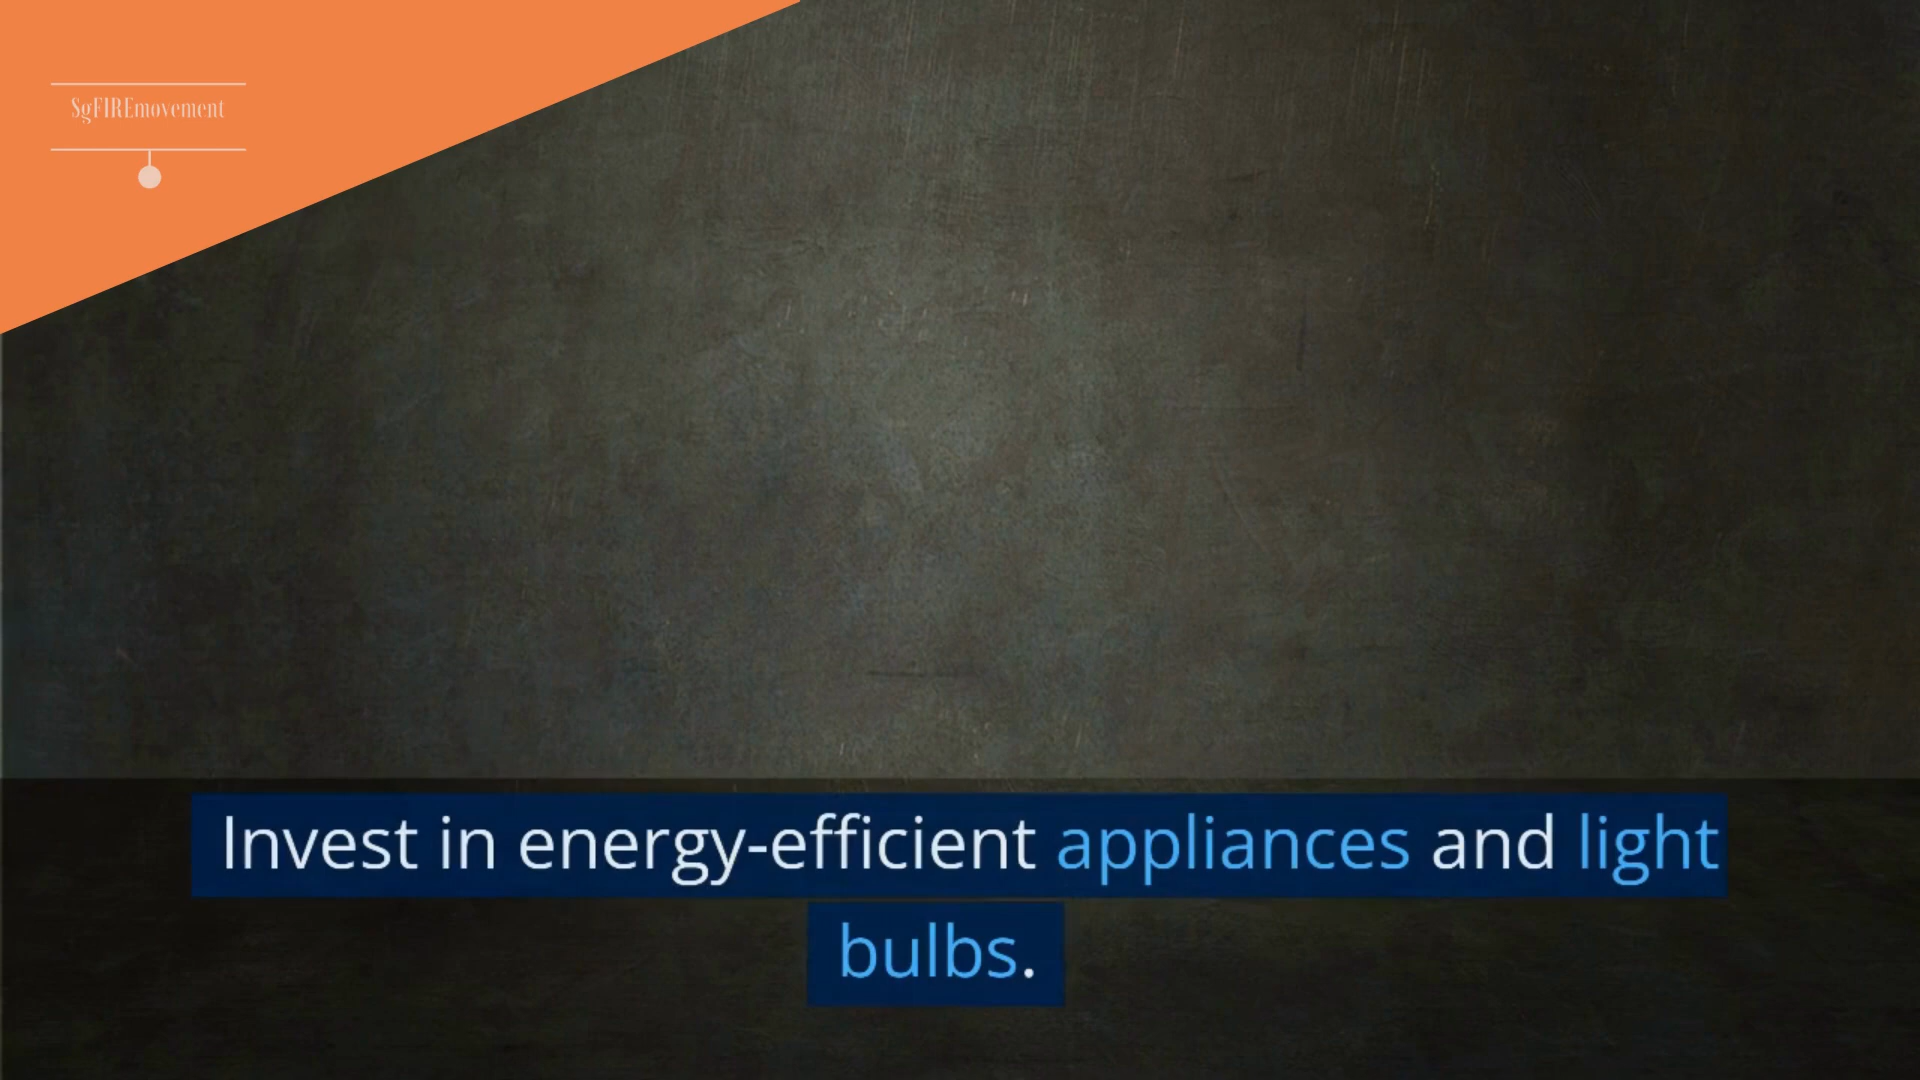 SgFIREmovement
Invest in energy-efficient appliances and light
bulbs.